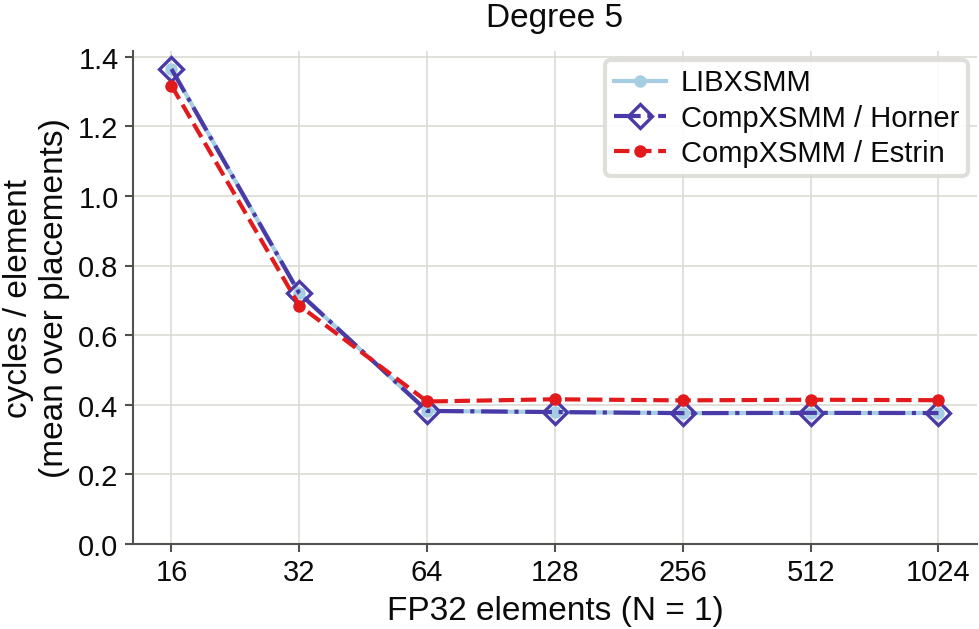 Degree 5
cycles / element
(mean over placements)
1.4
1.2
1.0
0.8
0.6
0.4
0.2
0.0
LIBXSMM
CompXSMM / Horner
CompXSMM / Estrin
16 32 64 128 256 512 1024
FP32 elements (N = 1)